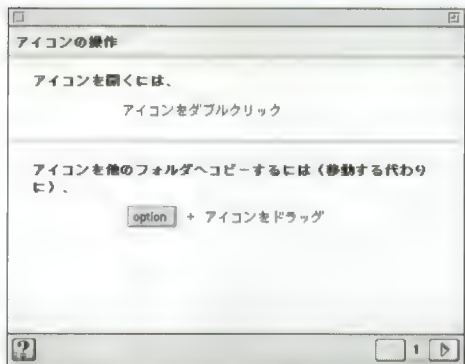 アイコンの操作
アイコンを開くには、
アイコンをダブルクリック
アイコンを他のフォルダへコピーするには（移動する代わり
に）、
option + アイコンをドラッグ
?
1